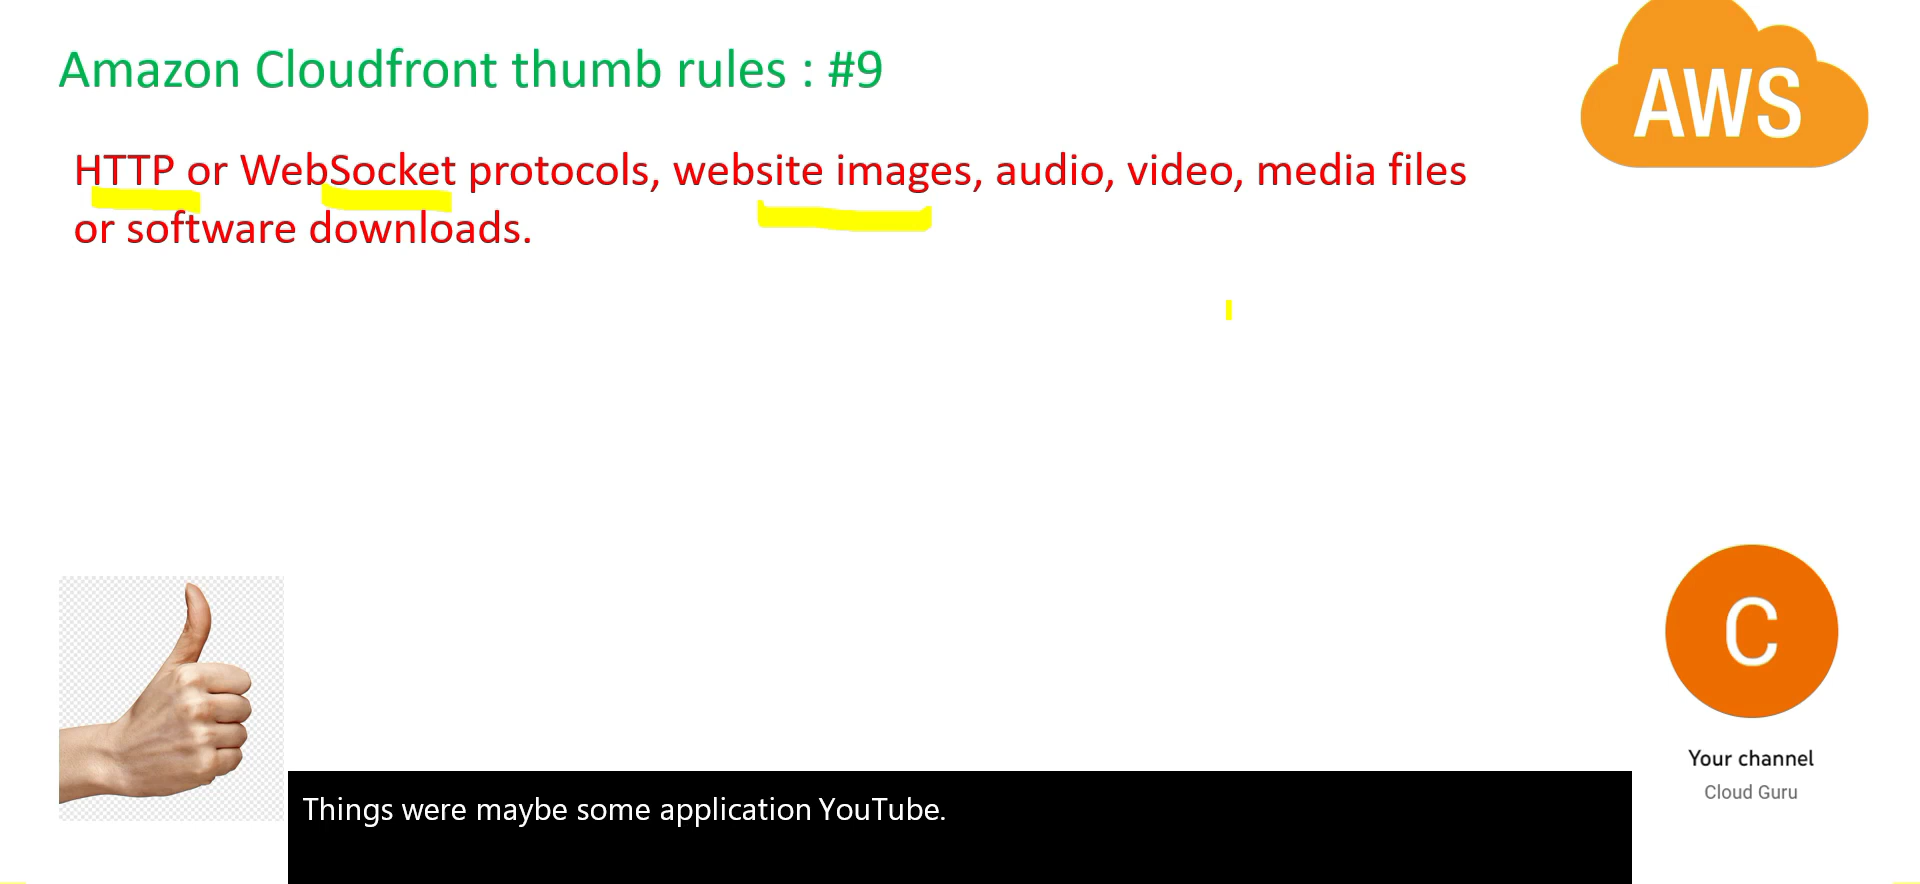 Amazon Cloudfront thumb rules : #9
AWS
HTTP or WebSocket protocols, website images, audio, video, media files
or software downloads.
C
Your channel
Cloud Guru
Things were maybe some application YouTube.